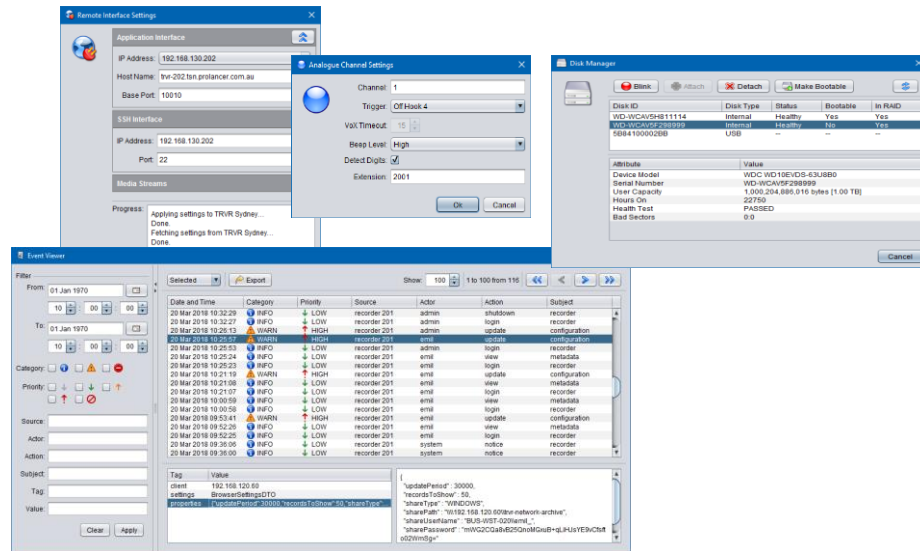 Remote Interface Settings
Application Interface
IP Address: 192.168.130.202
Host Name: trvr-202.tsn.prolancer.com.au
Base Port: 10010
SSH Interface
IP Address: 192.168.130.202
Port: 22
Media Streams
Progress:
Applying settings to TRVR Sydney...
Done.
Fetching settings from TRVR Sydney...
Done.
Analogue Channel Settings
Channel: 1
Trigger: Off Hook 4
VoX Timeout: 15
Beep Level: High
Detect Digits:
Extension: 2001
Ok Cancel
Disk Manager
Blink Attach Detach Make Bootable
Disk ID Disk Type Status Bootable In RAID
WD-WCAV5H811114 Internal Healthy Yes Yes
WD-WCAV5F298999 Internal Healthy No Yes
5B84100002BB USB -- -- --
Attribute Value
Device Model WDC WD10EVDS-63U8B0
Serial Number WD-WCAV5F298999
User Capacity 1,000,204,886,016 bytes [1.00 TB]
Hours On 22750
Health Test PASSED
Bad Sectors 0:0
Cancel
Event Viewer
Filter
From: 01 Jan 1970
10 : 00 : 00
To: 01 Jan 1970
10 : 00 : 00
Category:
Priority:
Source:
Actor:
Action:
Subject:
Tag:
Value:
Clear Apply
Selected Export Show: 100 1 to 100 from 116
Date and Time Category Priority Source Actor Action Subject
20 Mar 2018 10:32:29 INFO LOW recorder 201 admin shutdown recorder
20 Mar 2018 10:32:27 INFO LOW recorder 201 admin login recorder
20 Mar 2018 10:26:13 WARN HIGH recorder 201 admin update configuration
20 Mar 2018 10:25:57 WARN HIGH recorder 201 emil update configuration
20 Mar 2018 10:25:53 INFO LOW recorder 201 admin login recorder
20 Mar 2018 10:25:24 INFO LOW recorder 201 emil view metadata
20 Mar 2018 10:25:23 INFO LOW recorder 201 emil login recorder
20 Mar 2018 10:21:19 WARN HIGH recorder 201 emil update configuration
20 Mar 2018 10:21:08 INFO LOW recorder 201 emil view metadata
20 Mar 2018 10:21:07 INFO LOW recorder 201 emil login recorder
20 Mar 2018 10:00:59 INFO LOW recorder 201 emil view metadata
20 Mar 2018 10:00:58 INFO LOW recorder 201 emil login recorder
20 Mar 2018 09:53:41 WARN HIGH recorder 201 emil update configuration
20 Mar 2018 09:52:26 INFO LOW recorder 201 emil view metadata
20 Mar 2018 09:52:25 INFO LOW recorder 201 emil login recorder
20 Mar 2018 09:36:06 INFO LOW recorder 201 system notice recorder
20 Mar 2018 09:36:00 INFO LOW recorder 201 system notice recorder
Tag Value
client 192.168.120.60
settings BrowserSettingsDTO
properties {"updatePeriod":30000,"recordsToShow":50,"shareType":
{
"updatePeriod" : 30000,
"recordsToShow" : 50,
"shareType" : "WINDOWS",
"sharePath" :
"shareUserName" :
"sharePassword" :